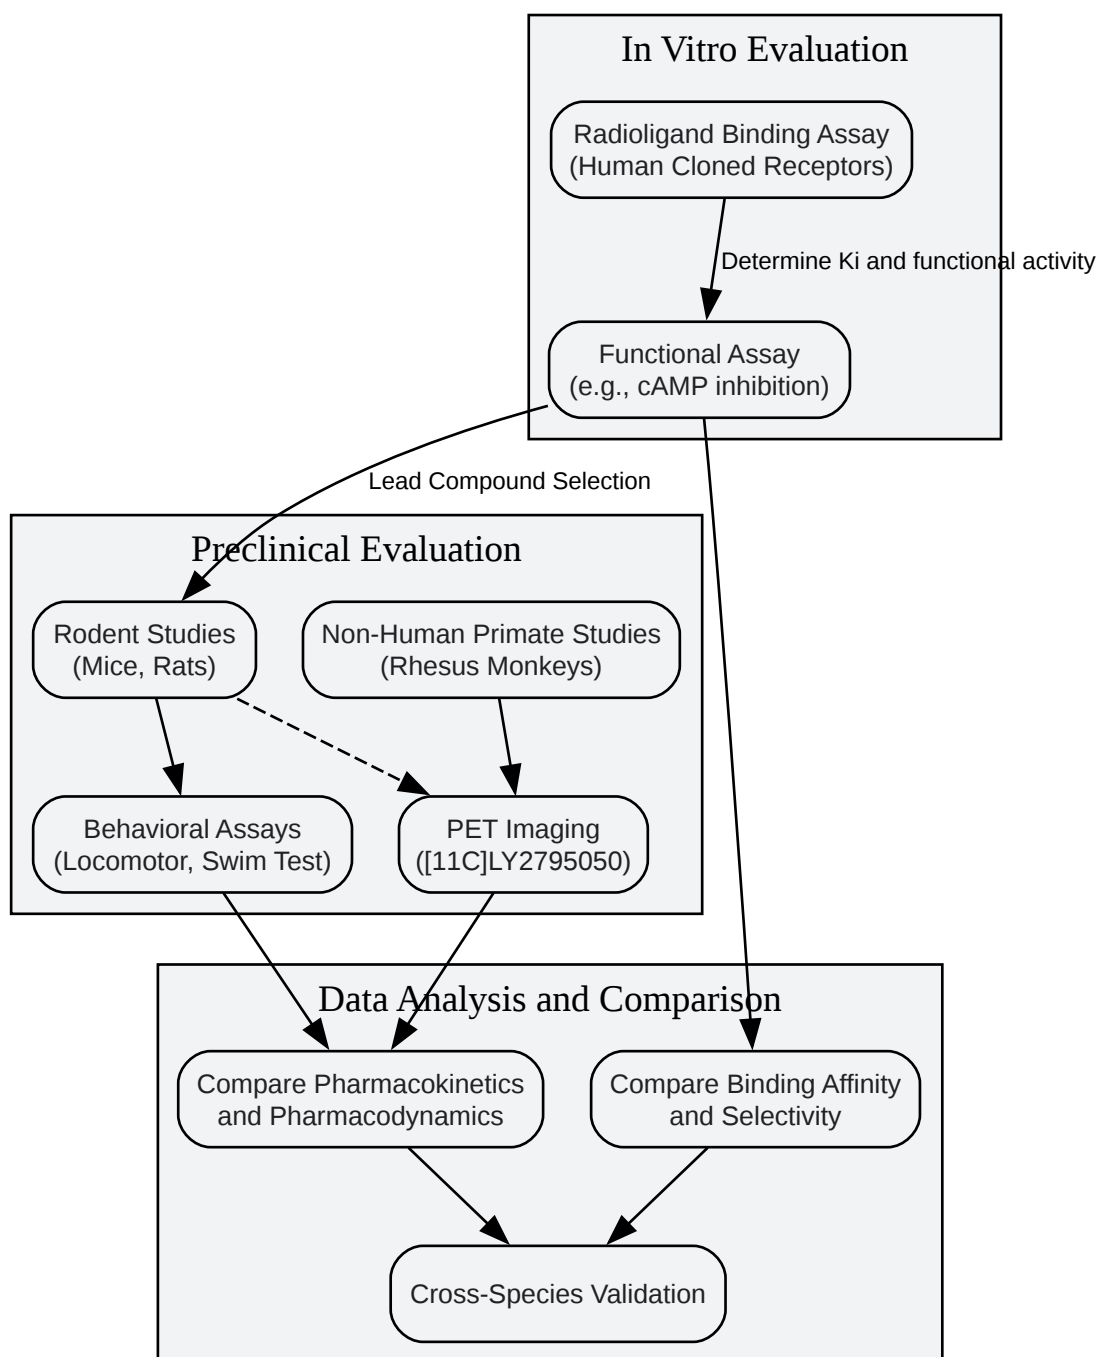 In Vitro Evaluation
Radioligand Binding Assay
(Human Cloned Receptors)
Determine Ki and functional activity
Functional Assay
(e.g., cAMP inhibition)
Lead Compound Selection
Preclinical Evaluation
Rodent Studies
(Mice, Rats)
Non-Human Primate Studies
(Rhesus Monkeys)
Behavioral Assays
(Locomotor, Swim Test)
PET Imaging
([11C]LY2795050)
Data Analysis and Comparison
Compare Pharmacokinetics
and Pharmacodynamics
Compare Binding Affinity
and Selectivity
Cross-Species Validation